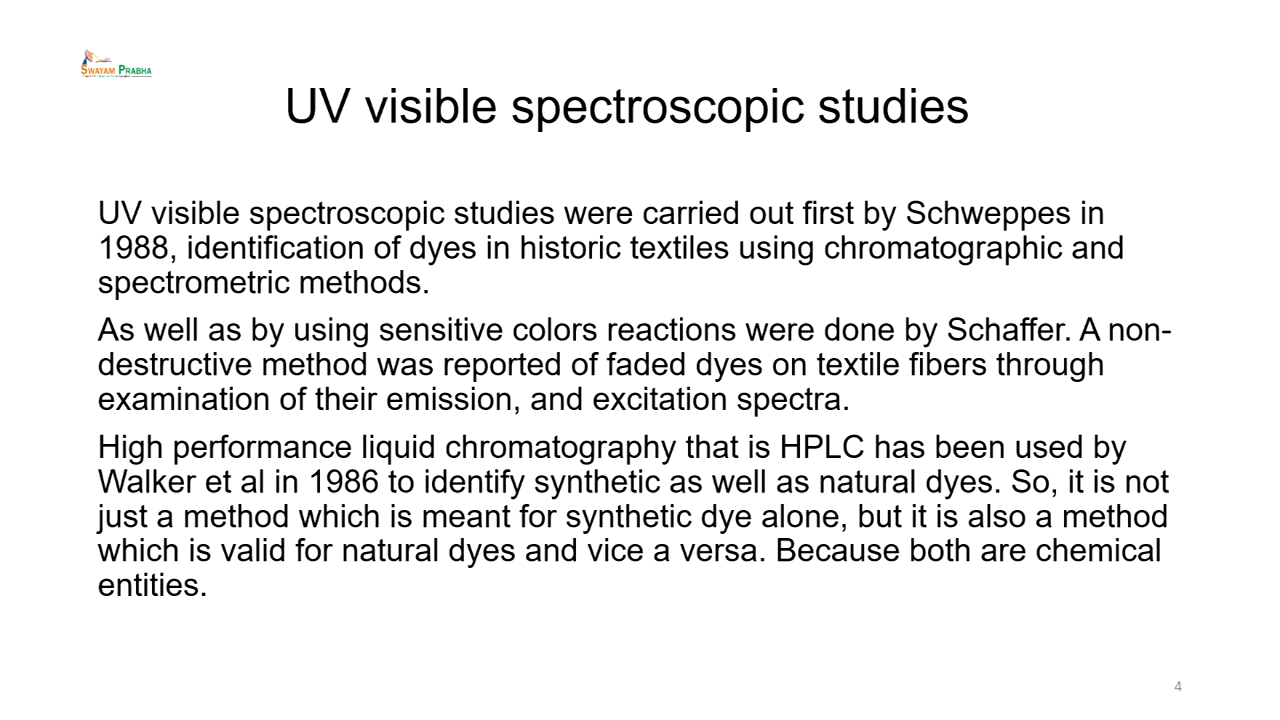 SWAYAM PRABHA
UV visible spectroscopic studies
UV visible spectroscopic studies were carried out first by Schweppes in
1988, identification of dyes in historic textiles using chromatographic and
spectrometric methods.
As well as by using sensitive colors reactions were done by Schaffer. A non-
destructive method was reported of faded dyes on textile fibers through
examination of their emission, and excitation spectra.
High performance liquid chromatography that is HPLC has been used by
Walker et al in 1986 to identify synthetic as well as natural dyes. So, it is not
just a method which is meant for synthetic dye alone, but it is also a method
which is valid for natural dyes and vice a versa. Because both are chemical
entities.
4